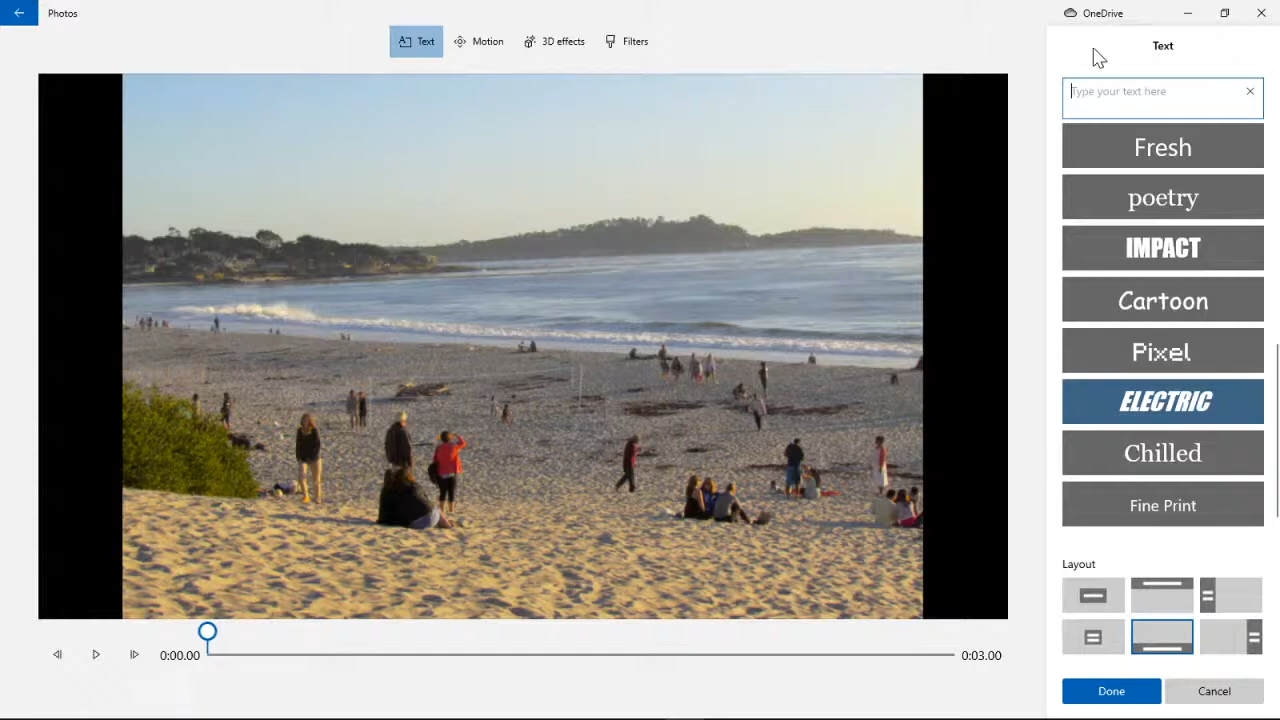 Photos
OneDrive
Text
Motion
3D effects
Filters
Text
Type your text here
Fresh
poetry
IMPACT
Cartoon
Pixel
ELECTRIC
Chilled
Fine Print
Layout
0:00.00
0:03.00
Done
Cancel